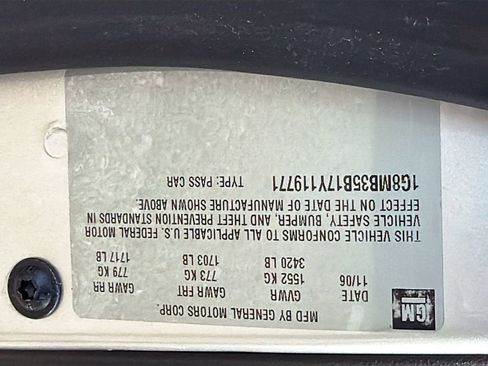 GM
MFD BY GENERAL MOTORS CORP.
DATE GVWR GAWR FRT GAWR RR
11/06 1552 KG 773 KG 779 KG
3420 LB 1703 LB 1717 LB
THIS VEHICLE CONFORMS TO ALL APPLICABLE U.S. FEDERAL MOTOR
VEHICLE SAFETY, BUMPER, AND THEFT PREVENTION STANDARDS IN
EFFECT ON THE DATE OF MANUFACTURE SHOWN ABOVE.
1G8MB35B17Y119771 TYPE: PASS CAR